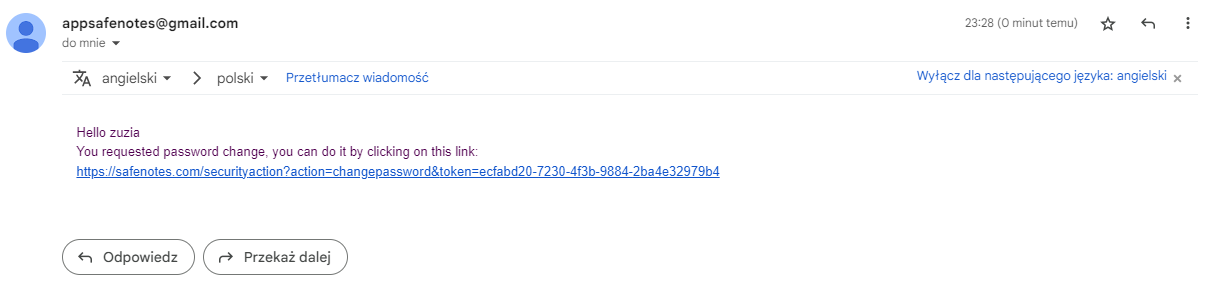 appsafenotes@gmail.com
23:28 (0 minut temu)
do mnie
angielski
polski
Przetłumacz wiadomość
Wyłącz dla następującego języka: angielski
Hello zuzia
You requested password change, you can do it by clicking on this link:
https://safenotes.com/securityaction?action=changepassword&token=ecfabd20-7230-4f3b-9884-2ba4e32979b4
Odpowiedz
Przekaż dalej